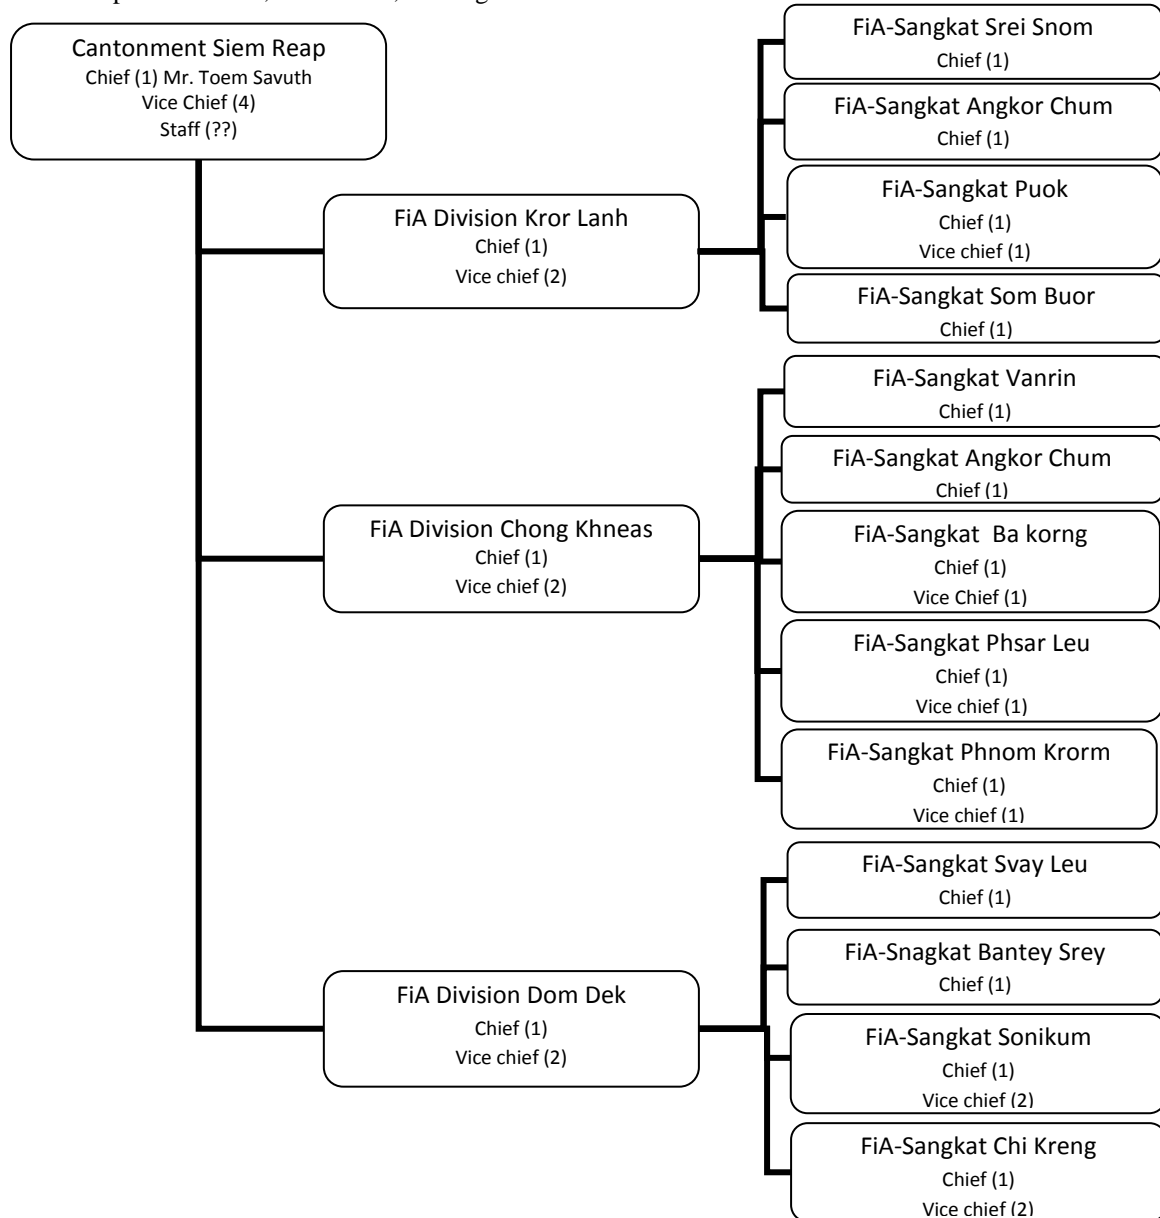 Cantonment Siem Reap
Chief (1) Mr. Toem Savuth
Vice Chief (4)
Staff (??)
FiA Division Kror Lanh
Chief (1)
Vice chief (2)
FiA-Sangkat Srei Snom
Chief (1)
FiA-Sangkat Angkor Chum
Chief (1)
FiA-Sangkat Puok
Chief (1)
Vice chief (1)
FiA-Sangkat Som Buor
Chief (1)
FiA Division Chong Khneas
Chief (1)
Vice chief (2)
FiA-Sangkat Vanrin
Chief (1)
FiA-Sangkat Angkor Chum
Chief (1)
FiA-Sangkat  Ba korng
Chief (1)
Vice Chief (1)
FiA-Sangkat Phsar Leu
Chief (1)
Vice chief (1)
FiA-Sangkat Phnom Krorm
Chief (1)
Vice chief (1)
FiA Division Dom Dek
Chief (1)
Vice chief (2)
FiA-Sangkat Svay Leu
Chief (1)
FiA-Snagkat Bantey Srey
Chief (1)
FiA-Sangkat Sonikum
Chief (1)
Vice chief (2)
FiA-Sangkat Chi Kreng
Chief (1)
Vice chief (2)